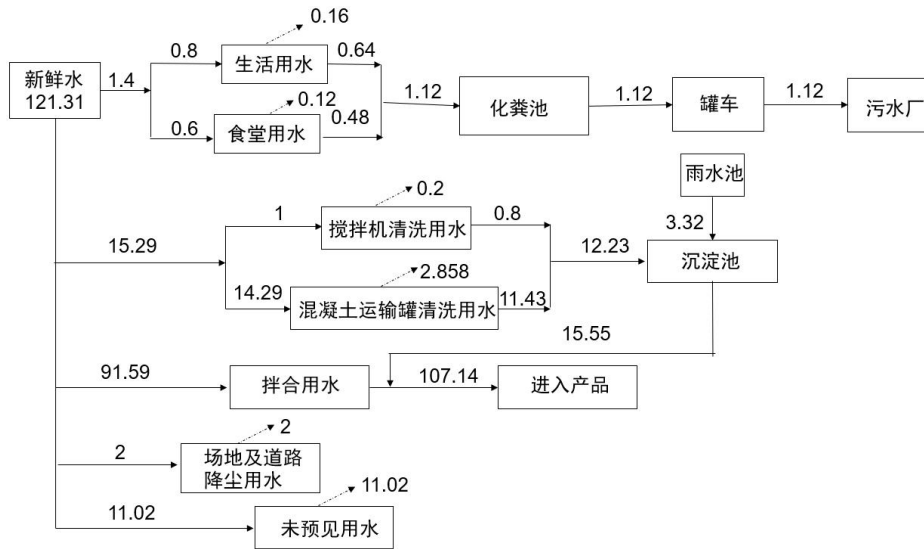 新鲜水
121.31
1.4
0.8
生活用水
0.16
0.64
0.6
食堂用水
0.12
0.48
1.12
化粪池
1.12
罐车
1.12
污水厂
雨水池
3.32
15.29
1
搅拌机清洗用水
0.2
0.8
14.29
混凝土运输罐清洗用水
2.858
11.43
12.23
沉淀池
15.55
91.59
拌合用水
107.14
进入产品
2
场地及道路
降尘用水
2
11.02
未预见用水
11.02